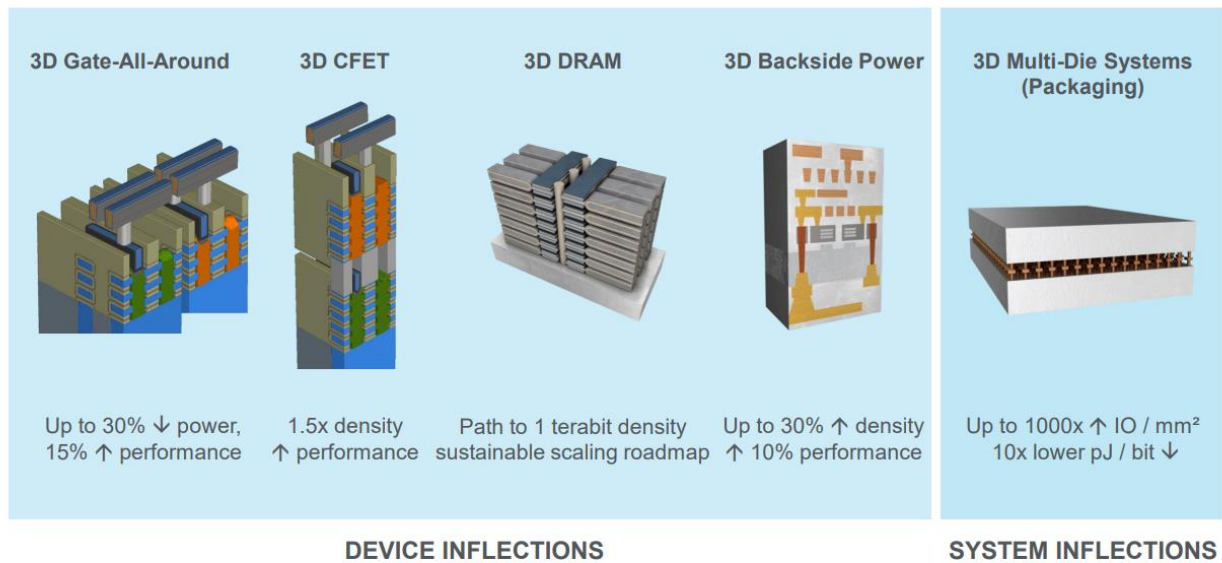 3D Gate-All-Around
3D CFET
3D DRAM
3D Backside Power
3D Multi-Die Systems
(Packaging)
Up to 30% ↓ power,
15% ↑ performance
1.5x density
↑ performance
Path to 1 terabit density
sustainable scaling roadmap
Up to 30% ↑ density
↑ 10% performance
Up to 1000x ↑ IO / mm²
10x lower pJ / bit ↓
DEVICE INFLECTIONS
SYSTEM INFLECTIONS